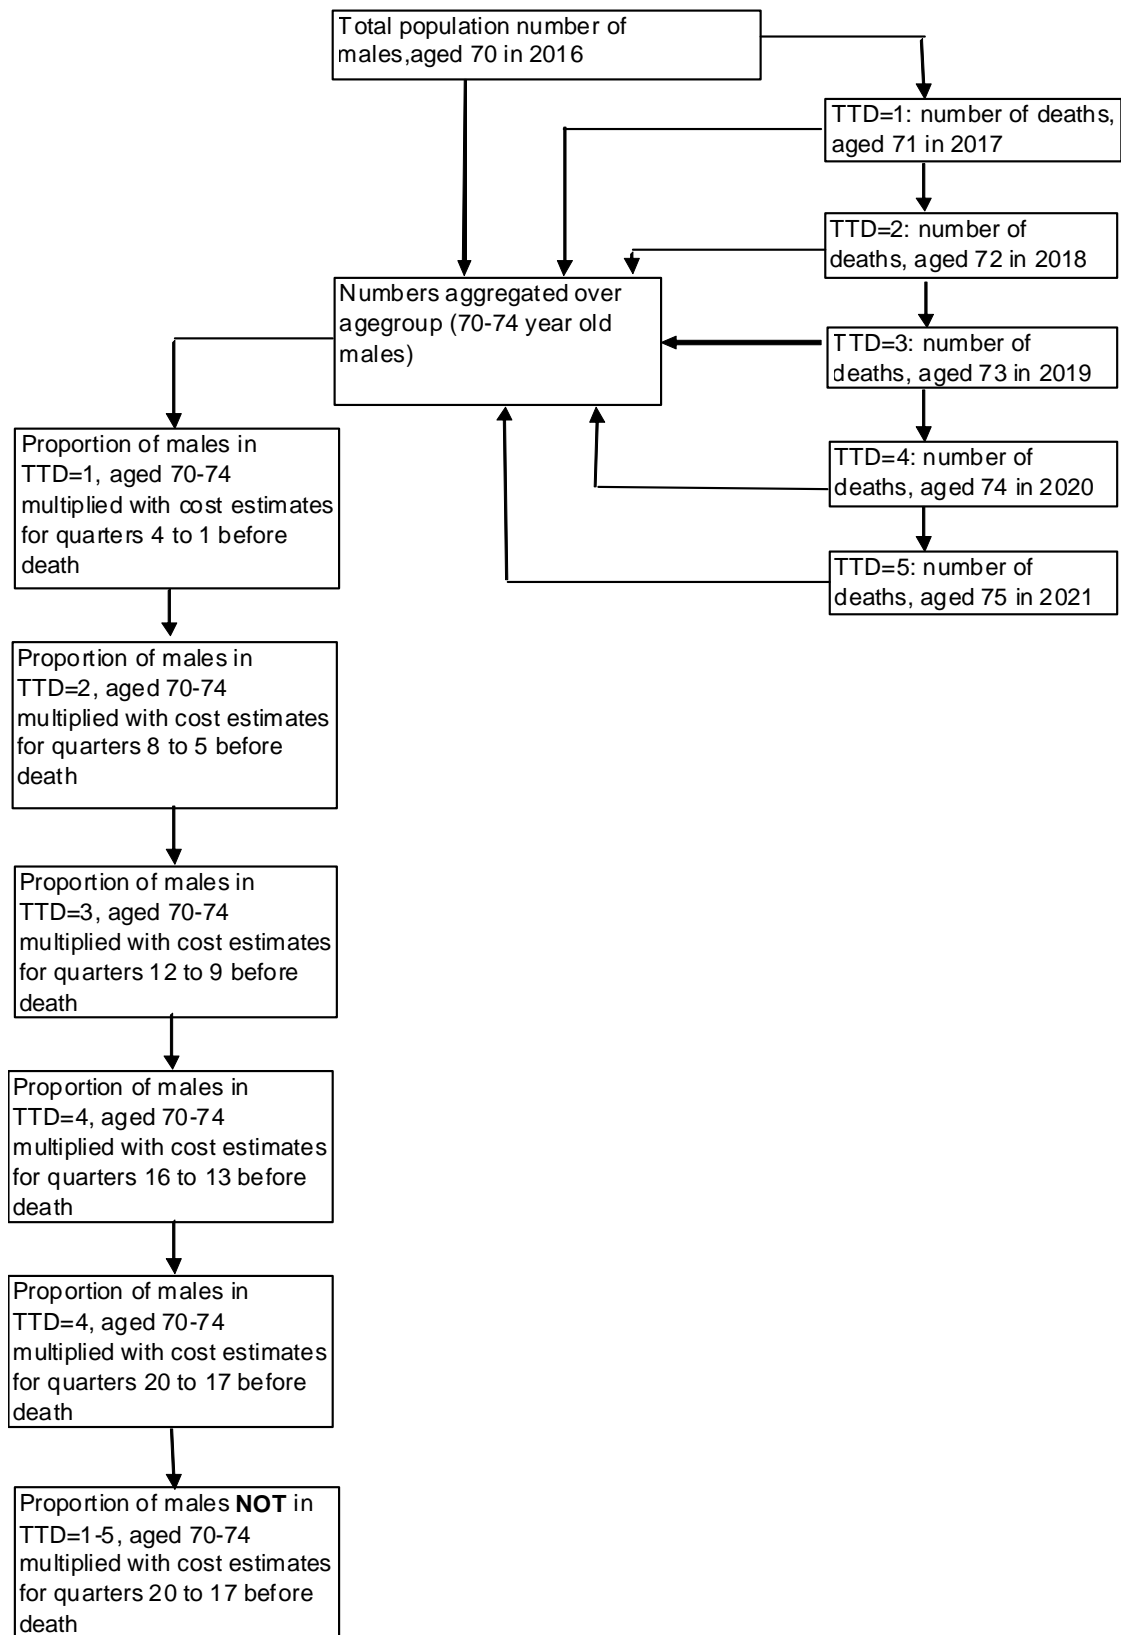 Total population number of
males,aged 70 in 2016
TTD=1: number of deaths,
aged 71 in 2017
TTD=2: number of
deaths, aged 72 in 2018
Numbers aggregated over
agegroup (70-74 year old
males)
TTD=3: number of
deaths, aged 73 in 2019
TTD=4: number of
deaths, aged 74 in 2020
TTD=5: number of
deaths, aged 75 in 2021
Proportion of males in
TTD=1, aged 70-74
multiplied with cost estimates
for quarters 4 to 1 before
death
Proportion of males in
TTD=2, aged 70-74
multiplied with cost estimates
for quarters 8 to 5 before
death
Proportion of males in
TTD=3, aged 70-74
multiplied with cost estimates
for quarters 12 to 9 before
death
Proportion of males in
TTD=4, aged 70-74
multiplied with cost estimates
for quarters 16 to 13 before
death
Proportion of males in
TTD=4, aged 70-74
multiplied with cost estimates
for quarters 20 to 17 before
death
Proportion of males NOT in
TTD=1-5, aged 70-74
multiplied with cost estimates
for quarters 20 to 17 before
death